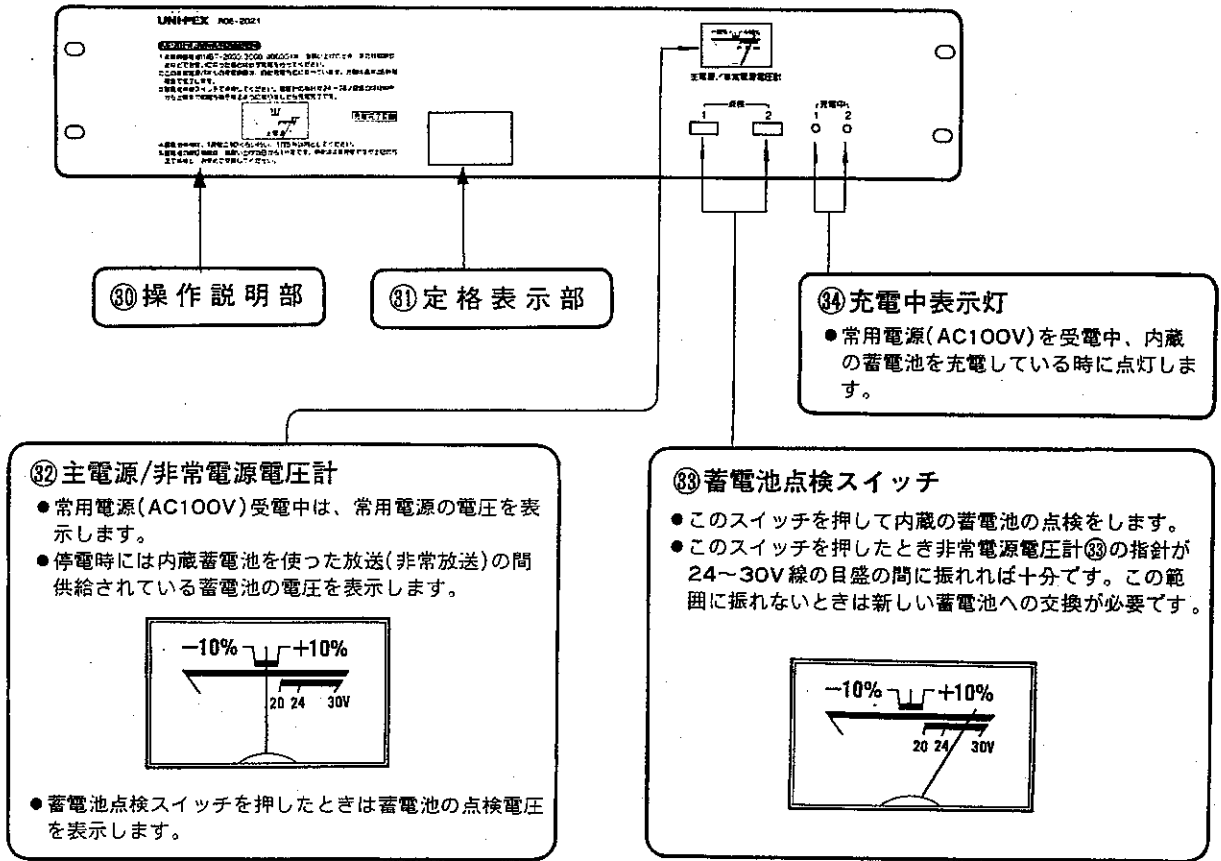 UNI-PEX
主電源/非常電源電圧計
点検
充電中
1
2
1
2
㉚操作説明部
㉛定格表示部
㉞充電中表示灯
●常用電源(AC100V)を受電中、内蔵
の蓄電池を充電している時に点灯しま
す。
㉜主電源/非常電源電圧計
●常用電源(AC100V)受電中は、常用電源の電圧を表
示します。
●停電時には内蔵蓄電池を使った放送(非常放送)の間
供給されている蓄電池の電圧を表示します。
−10% +10%
20 24 30V
●蓄電池点検スイッチを押したときは蓄電池の点検電圧
を表示します。
㉝蓄電池点検スイッチ
●このスイッチを押して内蔵の蓄電池の点検をします。
●このスイッチを押したとき非常電源電圧計㉝の指針が
24〜30V線の目盛の間に振れれば十分です。この範
囲に振れないときは新しい蓄電池への交換が必要です。
−10% +10%
20 24 30V